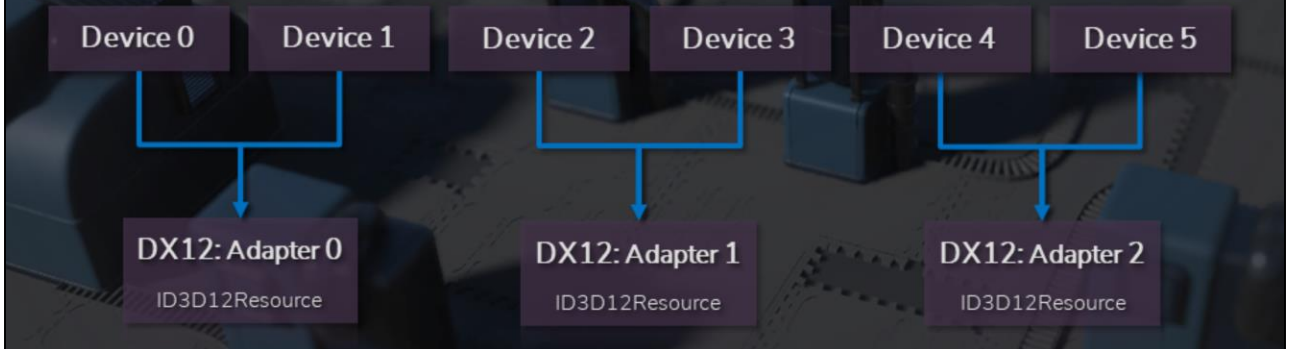 Device 0 Device 1 Device 2 Device 3 Device 4 Device 5
DX12: Adapter 0 DX12: Adapter 1 DX12: Adapter 2
ID3D12Resource ID3D12Resource ID3D12Resource